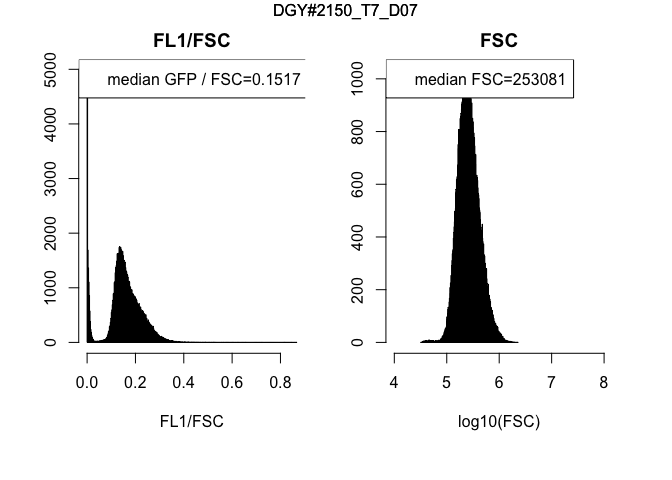 DGY#2150_T7_D07
FL1/FSC
median GFP / FSC=0.1517
0
1000
2000
3000
4000
5000
0.0 0.2 0.4 0.6 0.8
FL1/FSC
FSC
median FSC=253081
0
200
400
600
800
1000
4 5 6 7 8
log10(FSC)